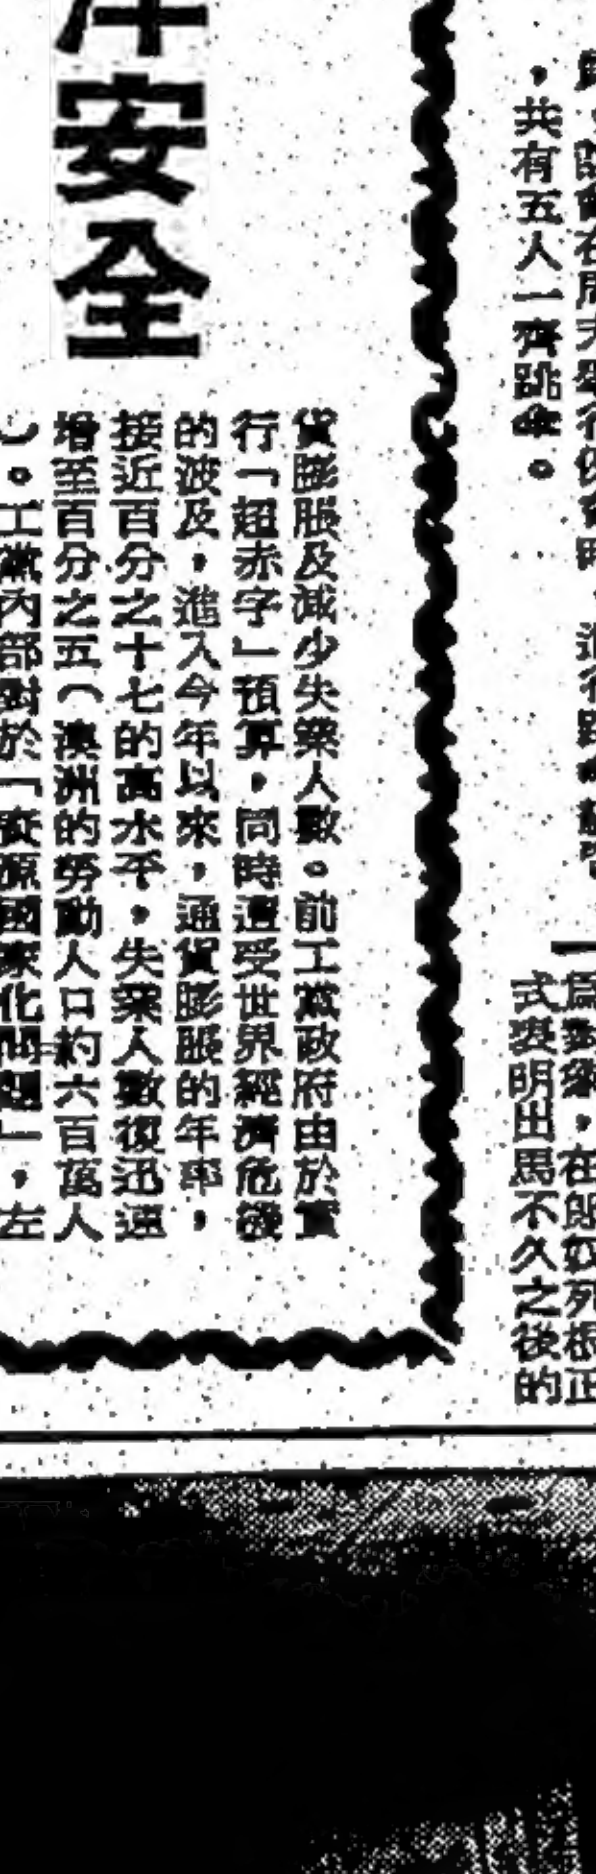 ，共有五人一齊跳傘。
式表明出馬不久之後的
洋安全
貨膨脹及減少失業人數。前工黨政府由於實
行「超赤字」預算，同時遭受世界經濟危機
的波及，進入今年以來，通貨膨脹的年率，
接近百分之十七的高水平，失業人數復迅速
增至百分之五（澳洲的勞動人口約六百萬人
）。工黨內部對於「資源國家化問題」，左